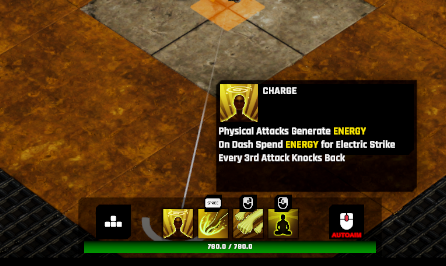 CHARGE
Physical Attacks Generate ENERGY
On Dash Spend ENERGY for Electric Strike
Every 3rd Attack Knocks Back
AUTOAIM
780.0 / 780.0